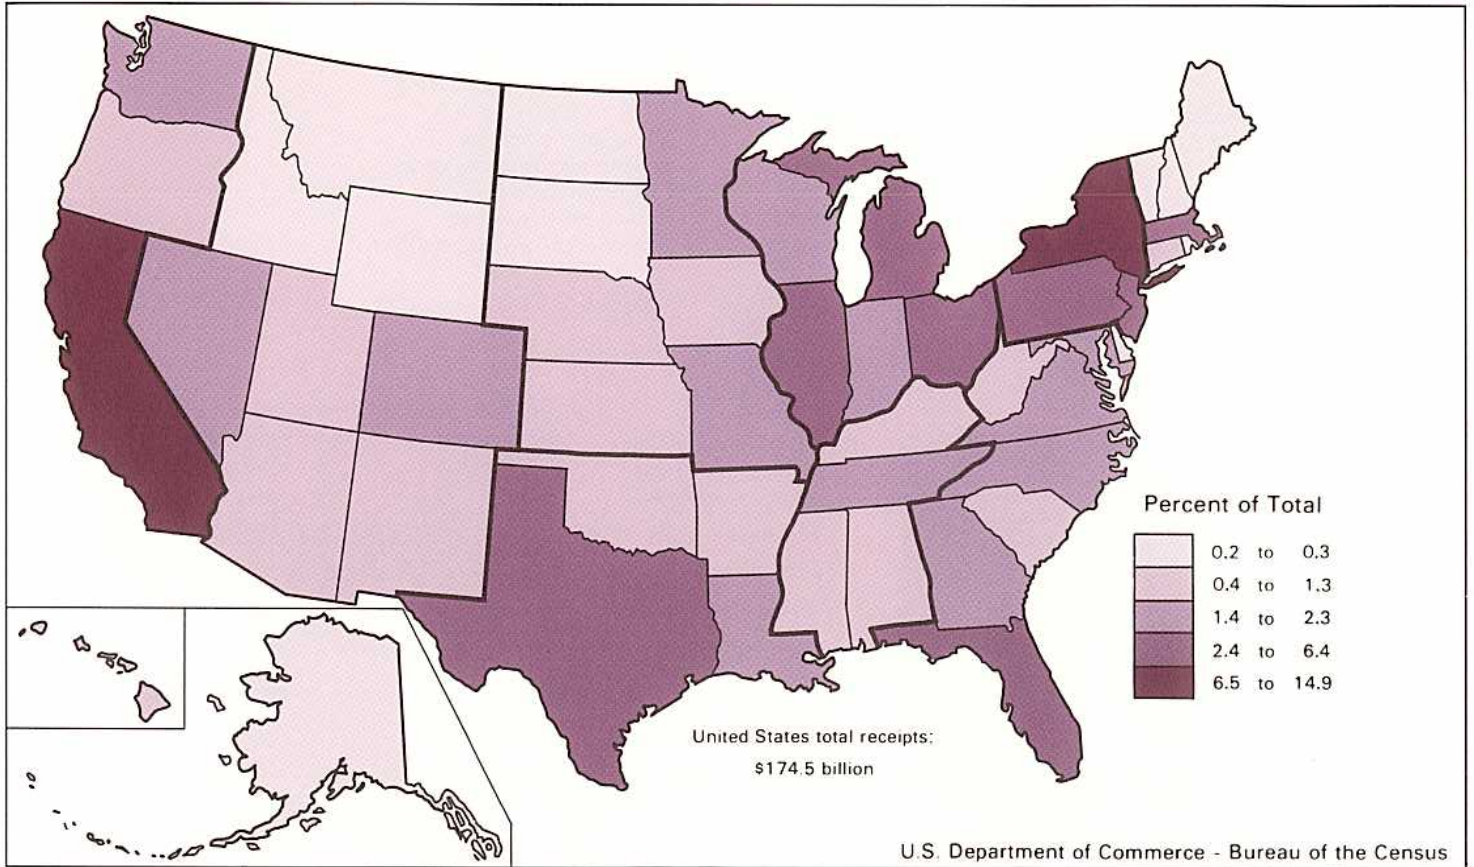 Percent of Total
0.2 to 0.3
0.4 to 1.3
1.4 to 2.3
2.4 to 6.4
6.5 to 14.9
United States total receipts:
$174.5 billion
U.S. Department of Commerce - Bureau of the Census